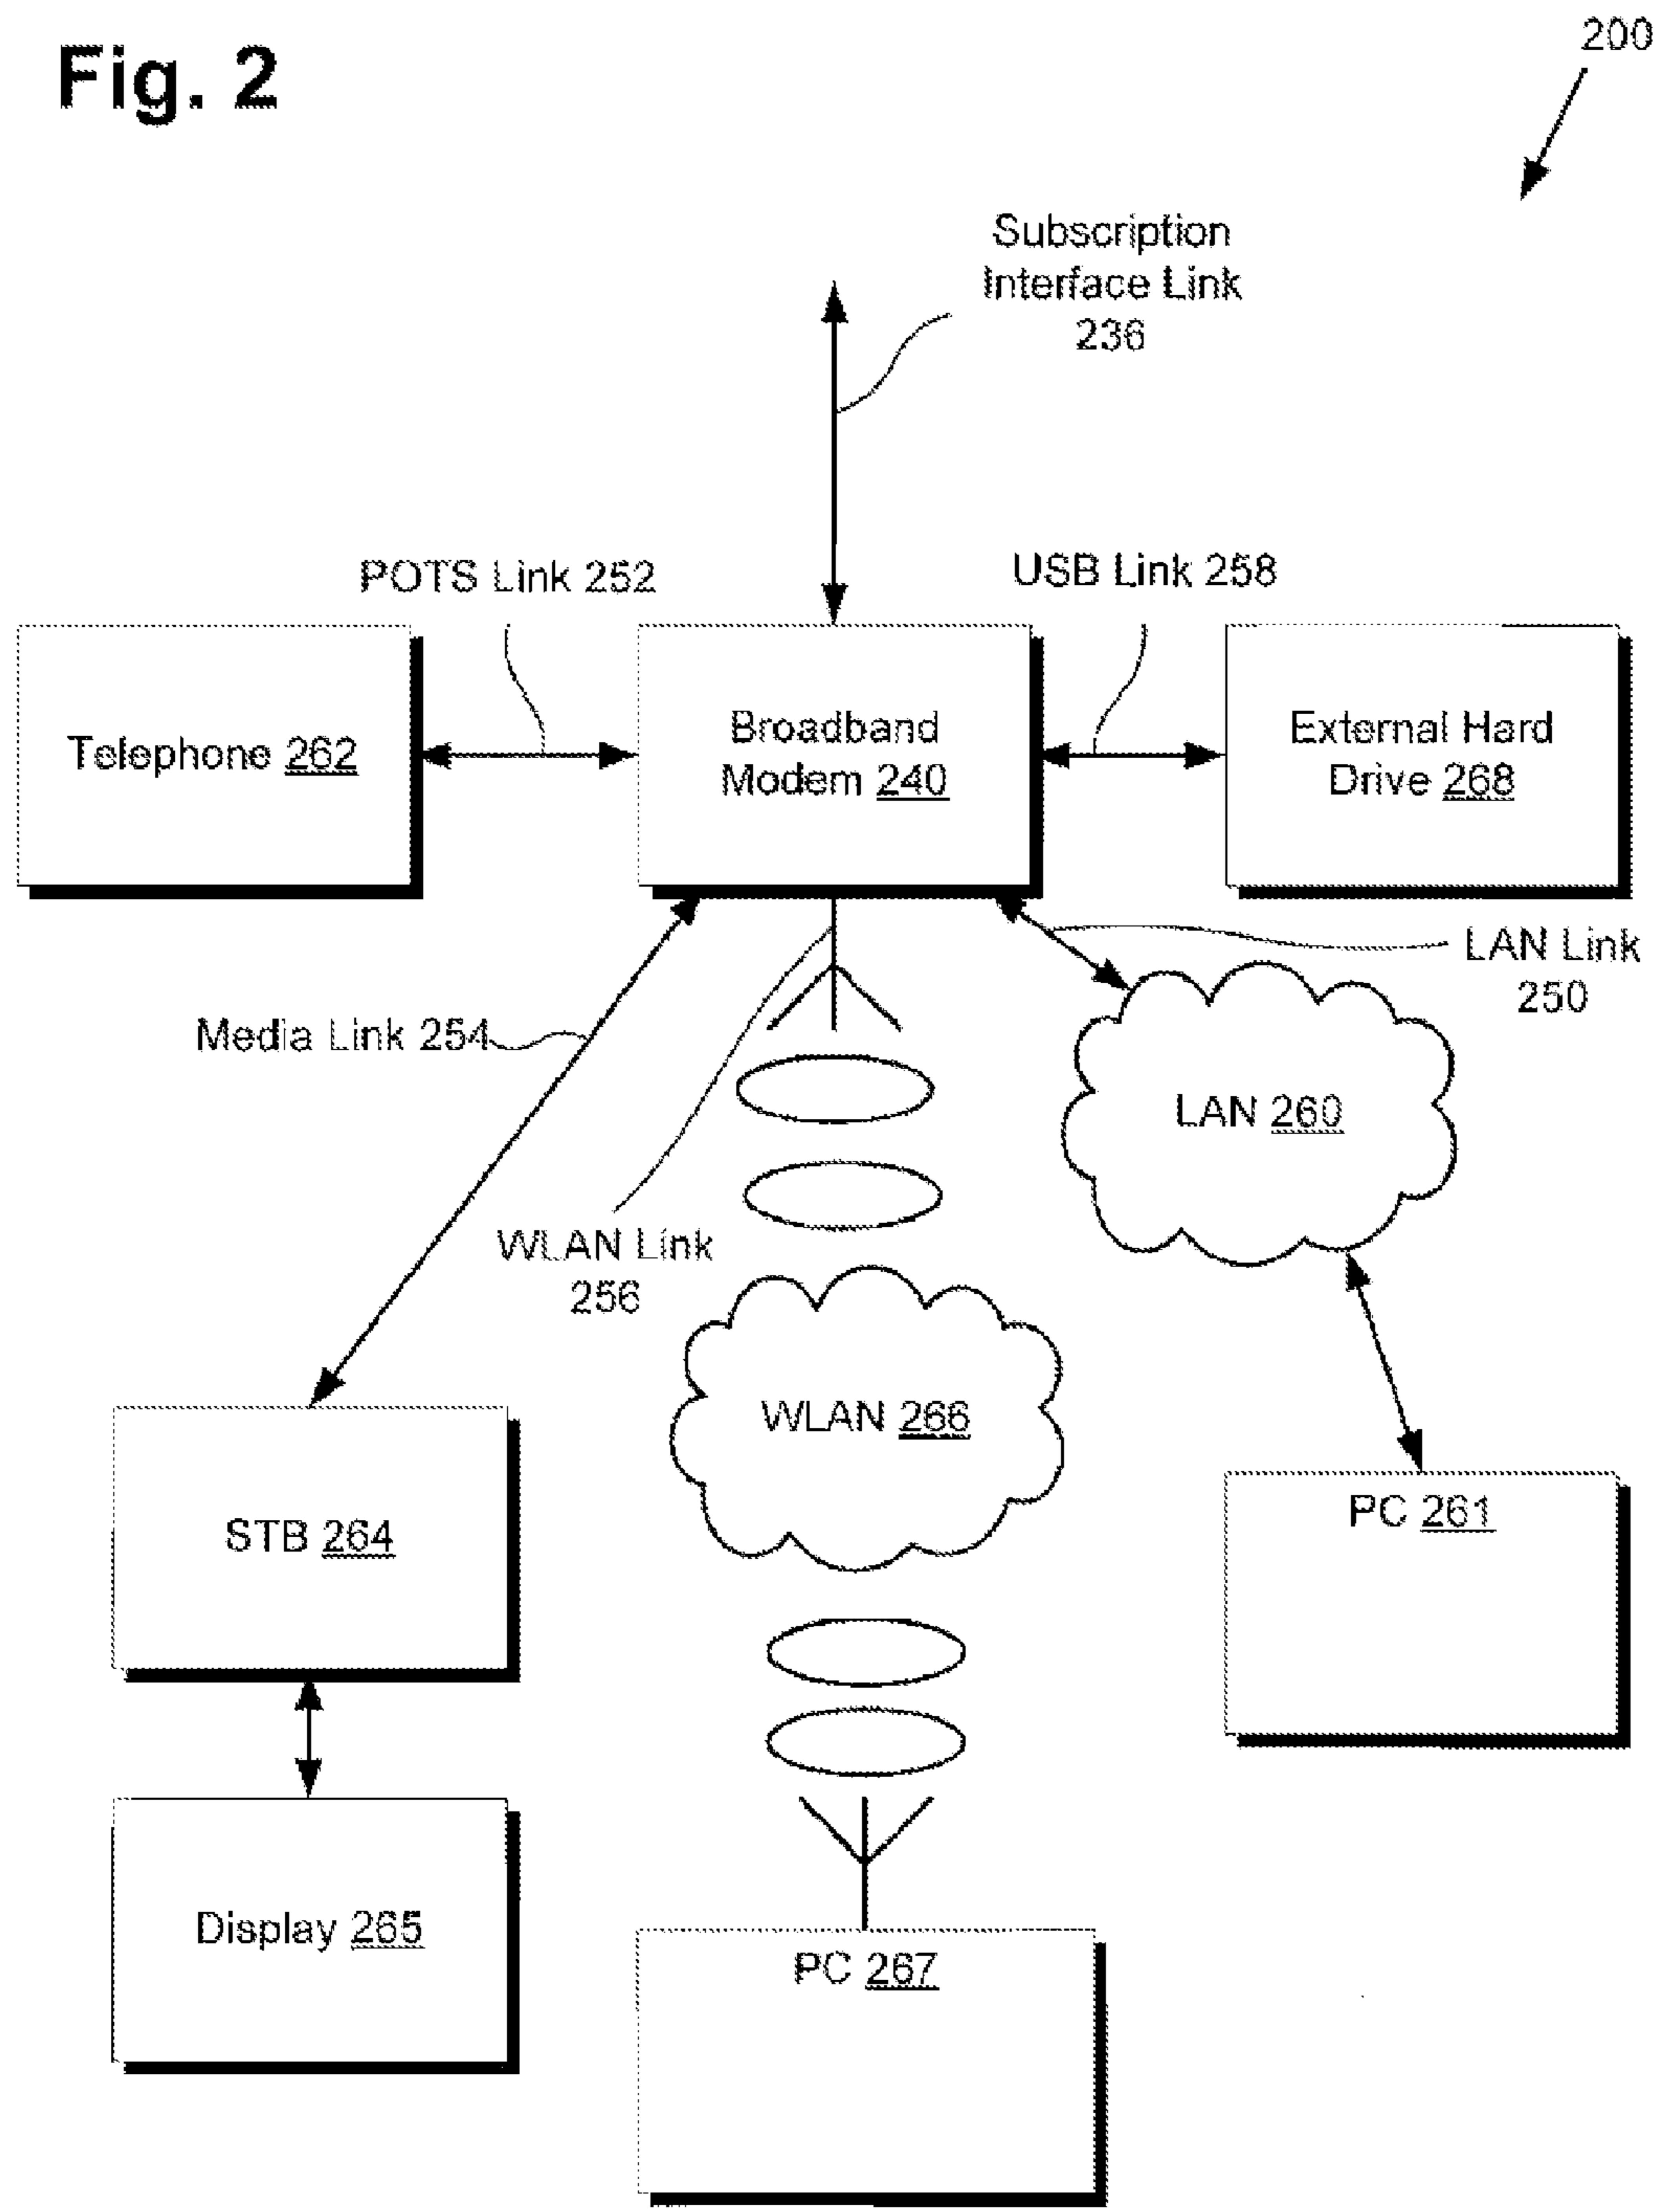 Fig. 2
200
Subscription
Interface Link
236
POTS Link 252
USB Link 258
Telephone 262
Broadband
Modem 240
External Hard
Drive 268
LAN Link
250
Media Link 254
LAN 260
WLAN Link
256
WLAN 266
STB 264
PC 261
Display 265
PC 267